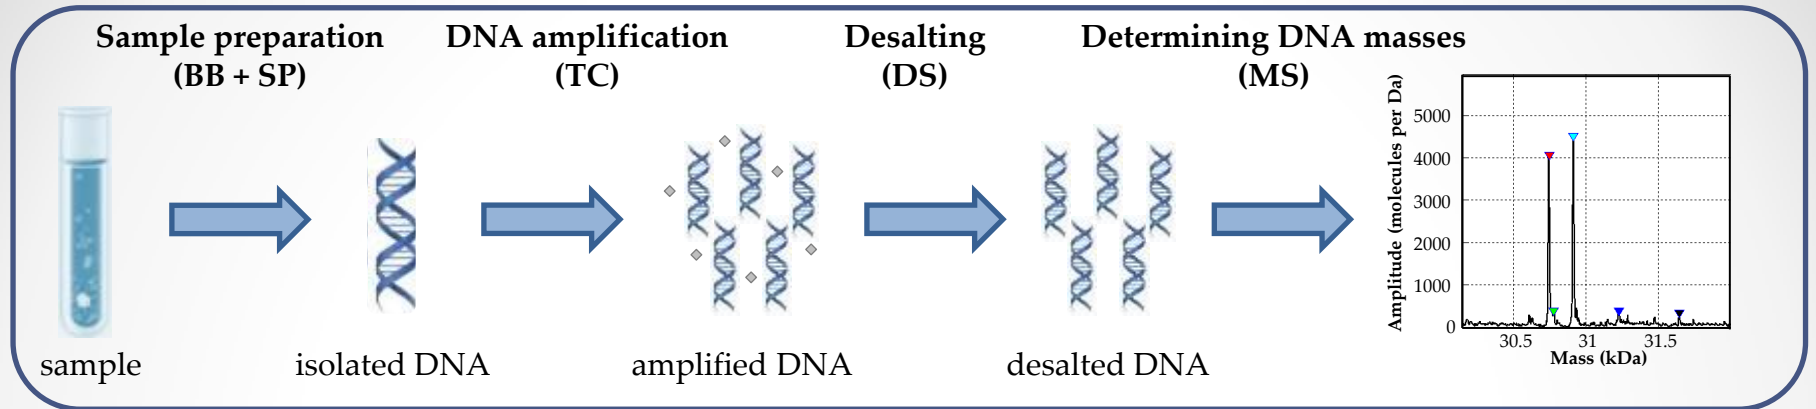 Sample preparation
(BB + SP)
DNA amplification
(TC)
Desalting
(DS)
Determining DNA masses
(MS)
sample
isolated DNA
amplified DNA
desalted DNA
Amplitude (molecules per Da)
5000
4000
3000
2000
1000
0
30.5
31
31.5
Mass (kDa)